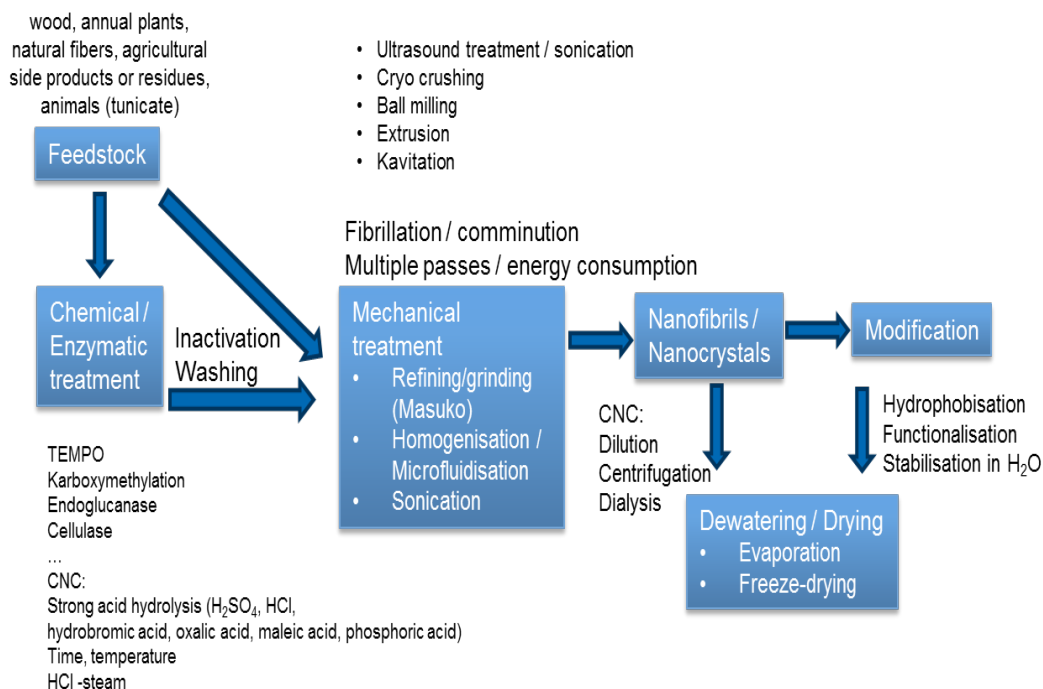 wood, annual plants,
natural fibers, agricultural
side products or residues,
animals (tunicate)
Feedstock
• Ultrasound treatment / sonication
• Cryo crushing
• Ball milling
• Extrusion
• Kavitation
Fibrillation / comminution
Multiple passes / energy consumption
Chemical /
Enzymatic
treatment
Inactivation
Washing
Mechanical
treatment
• Refining/grinding
(Masuko)
• Homogenisation /
Microfluidisation
• Sonication
Nanofibrils /
Nanocrystals
Modification
TEMPO
Karboxymethylation
Endoglucanase
Cellulase
...
CNC:
Strong acid hydrolysis (H₂SO₄, HCl,
hydrobromic acid, oxalic acid, maleic acid, phosphoric acid)
Time, temperature
HCl -steam
CNC:
Dilution
Centrifugation
Dialysis
Hydrophobisation
Functionalisation
Stabilisation in H₂O
Dewatering / Drying
• Evaporation
• Freeze-drying